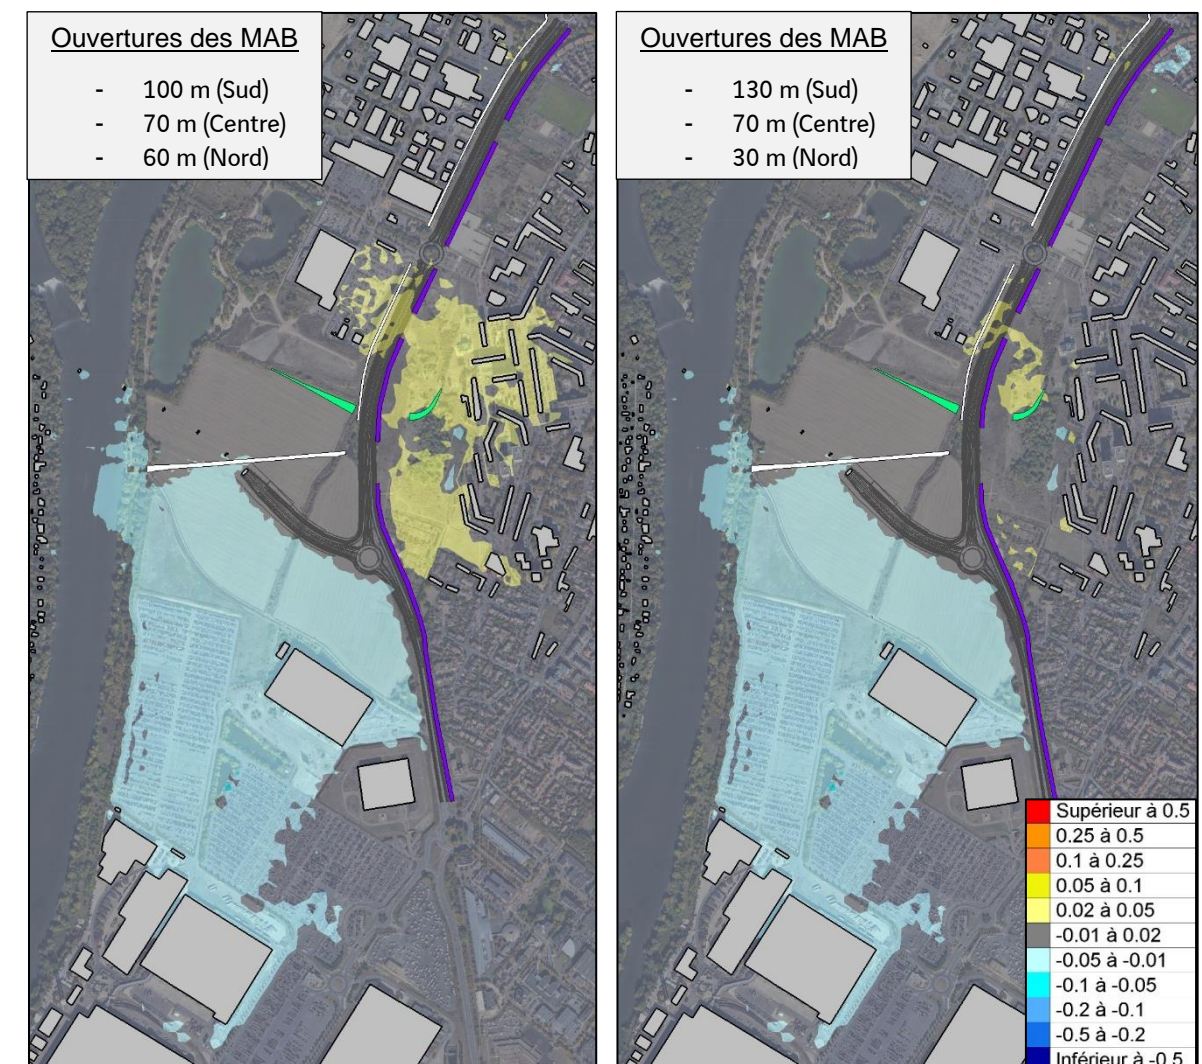 Ouvertures des MAB
- 100 m (Sud)
- 70 m (Centre)
- 60 m (Nord)
Ouvertures des MAB
- 130 m (Sud)
- 70 m (Centre)
- 30 m (Nord)
Supérieur à 0.5
0.25 à 0.5
0.1 à 0.25
0.05 à 0.1
0.02 à 0.05
-0.01 à 0.02
-0.05 à -0.01
-0.1 à -0.05
-0.2 à -0.1
-0.5 à -0.2
Inférieur à -0.5